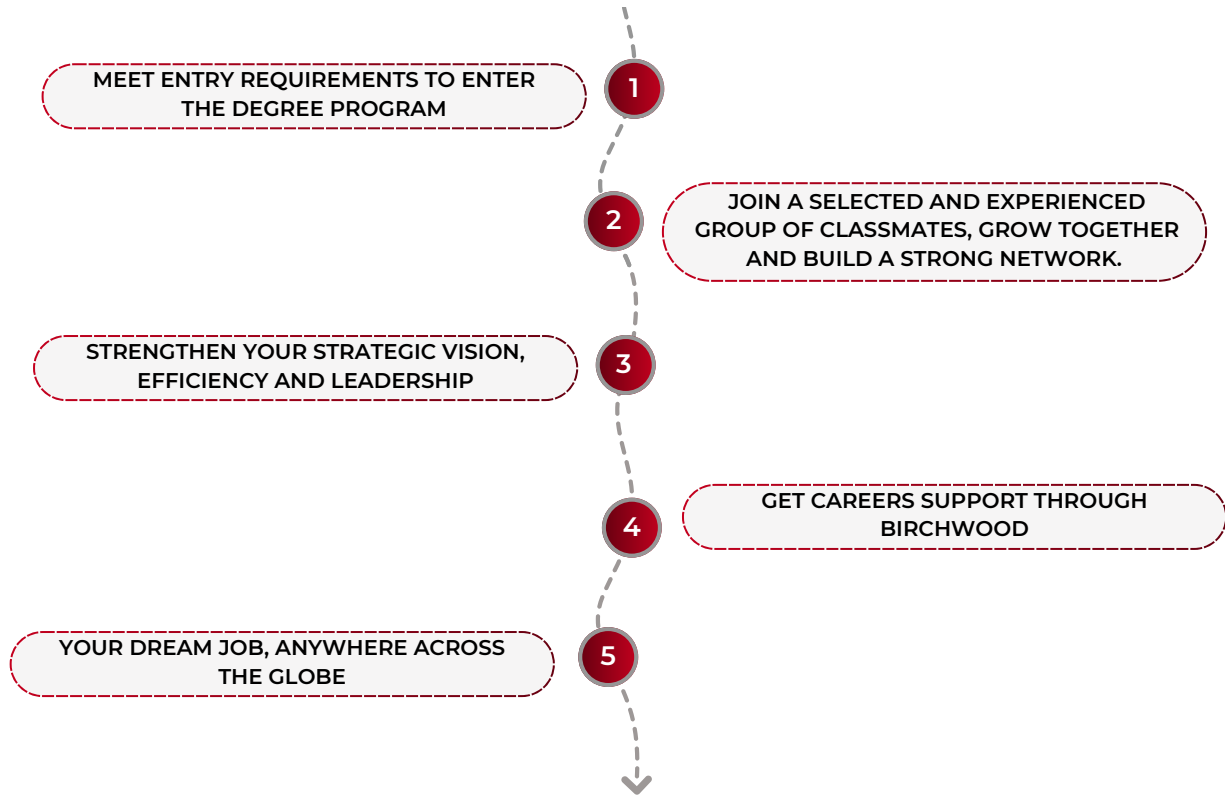 1
MEET ENTRY REQUIREMENTS TO ENTER
THE DEGREE PROGRAM
2
JOIN A SELECTED AND EXPERIENCED
GROUP OF CLASSMATES, GROW TOGETHER
AND BUILD A STRONG NETWORK.
3
STRENGTHEN YOUR STRATEGIC VISION,
EFFICIENCY AND LEADERSHIP
4
GET CAREERS SUPPORT THROUGH
BIRCHWOOD
5
YOUR DREAM JOB, ANYWHERE ACROSS
THE GLOBE